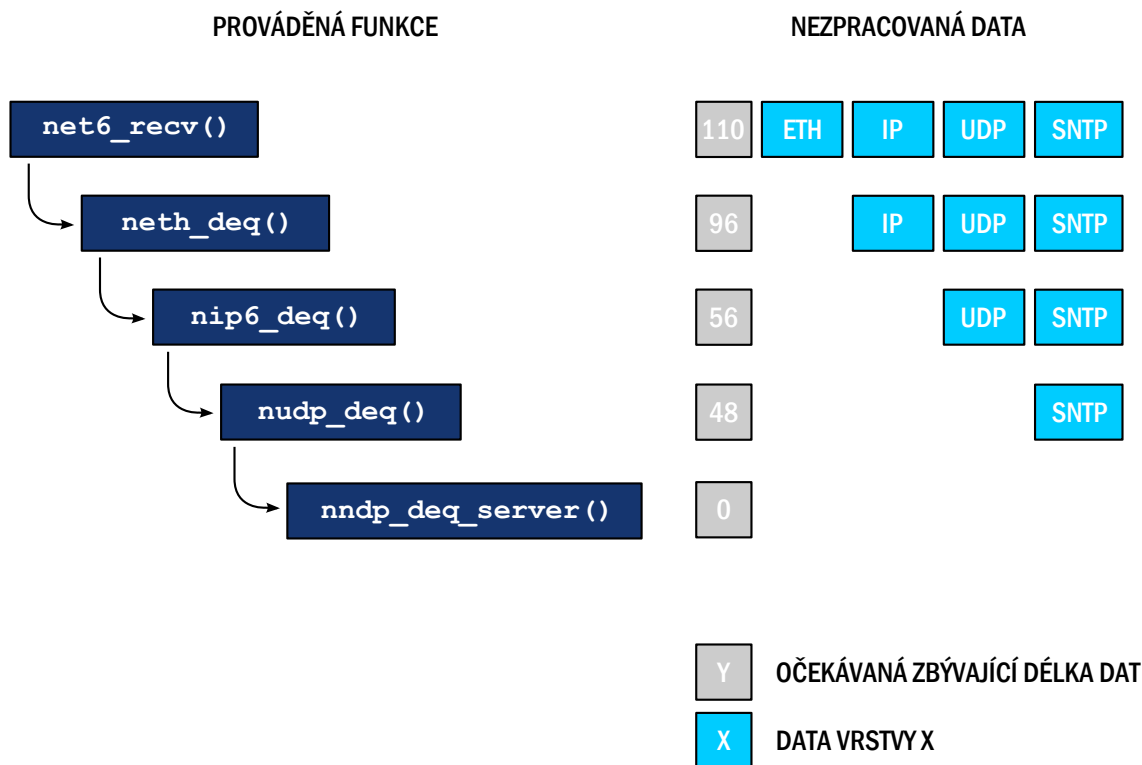 PROVÁDĚNÁ FUNKCE NEZPRACOVANÁ DATA
net6_recv() 110 ETH IP UDP SNTP
neth_deq() 96 IP UDP SNTP
nip6_deq() 56 UDP SNTP
nudp_deq() 48 SNTP
nndp_deq_server() 0
Y OČEKÁVANÁ ZBÝVAJÍCÍ DÉLKA DAT
X DATA VRSTVY X